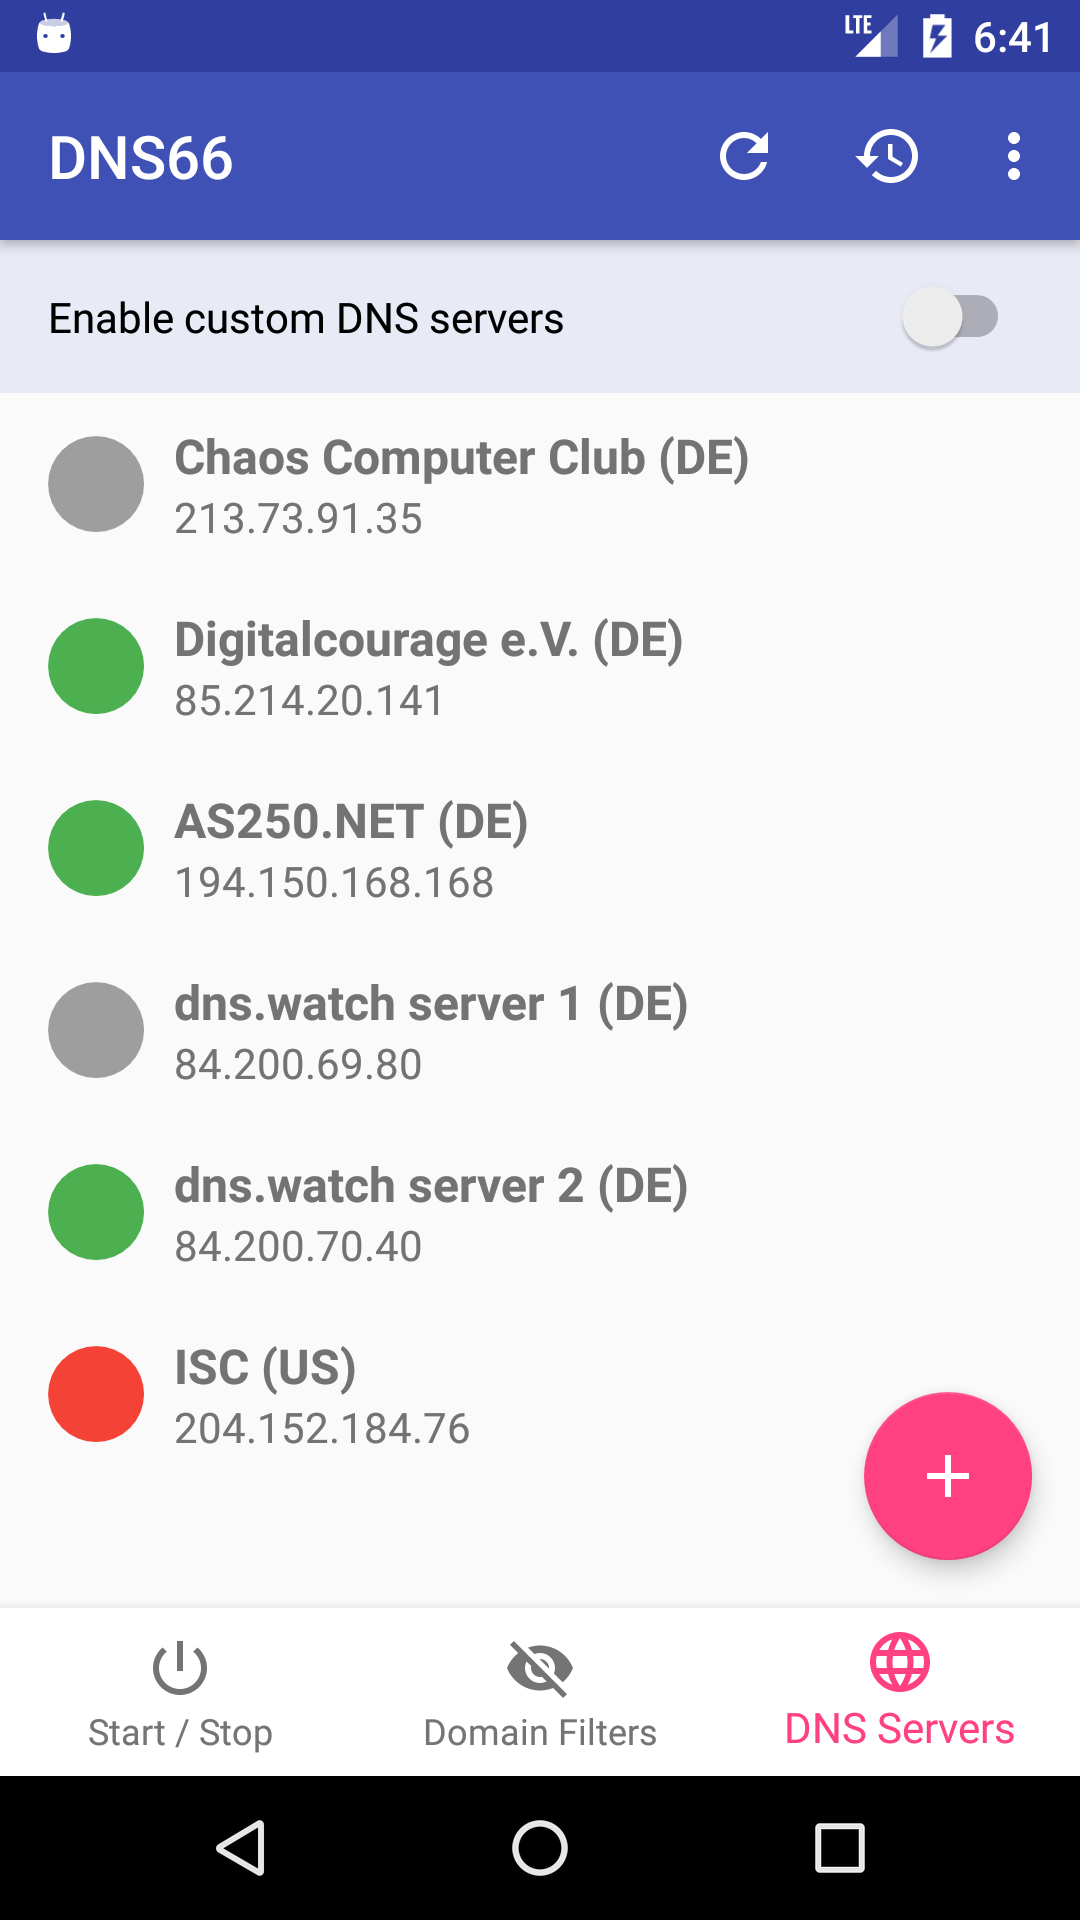 LTE 6:41
DNS66
Enable custom DNS servers
Chaos Computer Club (DE)
213.73.91.35
Digitalcourage e.V. (DE)
85.214.20.141
AS250.NET (DE)
194.150.168.168
dns.watch server 1 (DE)
84.200.69.80
dns.watch server 2 (DE)
84.200.70.40
ISC (US)
204.152.184.76
Start / Stop
Domain Filters
DNS Servers